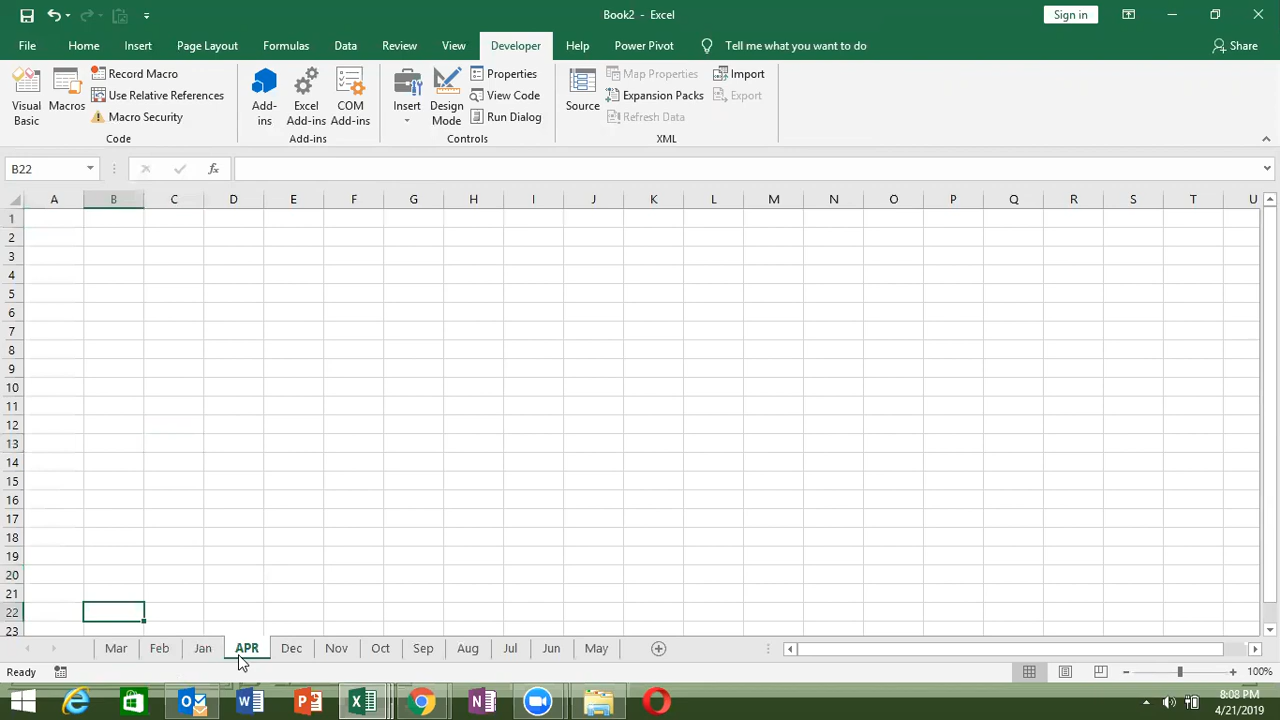 Book2 - Excel
Sign in
File Home Insert Page Layout Formulas Data Review View Developer Help Power Pivot Tell me what you want to do Share
Visual Basic
Macros
Record Macro
Use Relative References
Macro Security
Code
Add-ins
Excel Add-ins
COM Add-ins
Add-ins
Insert
Design Mode
Properties
View Code
Run Dialog
Controls
Source
Map Properties
Expansion Packs
Refresh Data
Import
Export
XML
B22
fx
A B C D E F G H I J K L M N O P Q R S T U
1
2
3
4
5
6
7
8
9
10
11
12
13
14
15
16
17
18
19
20
21
22
23
Mar Feb Jan APR Dec Nov Oct Sep Aug Jul Jun May
Ready
100%
8:08 PM
4/21/2019